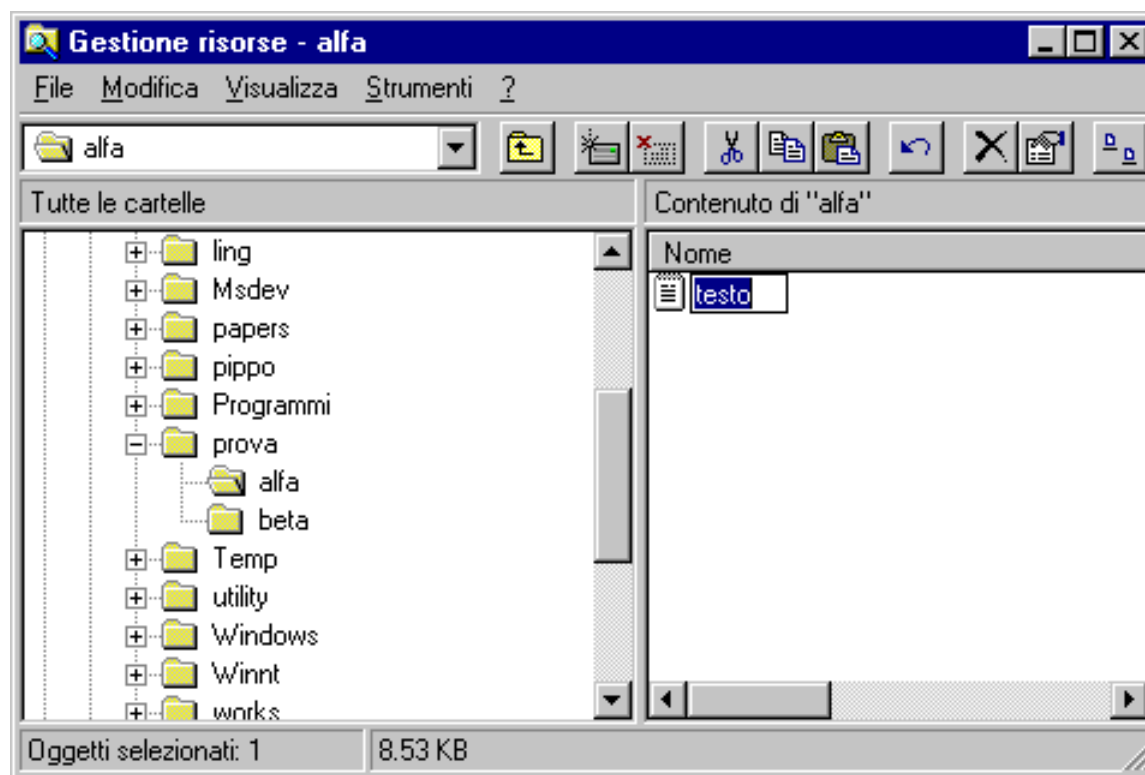 Gestione risorse - alfa
File Modifica Visualizza Strumenti ?
alfa
Tutte le cartelle
Contenuto di "alfa"
Nome
testo
ling
Msdev
papers
pippo
Programmi
prova
alfa
beta
Temp
utility
Windows
Winnt
works
Oggetti selezionati: 1
8.53 KB